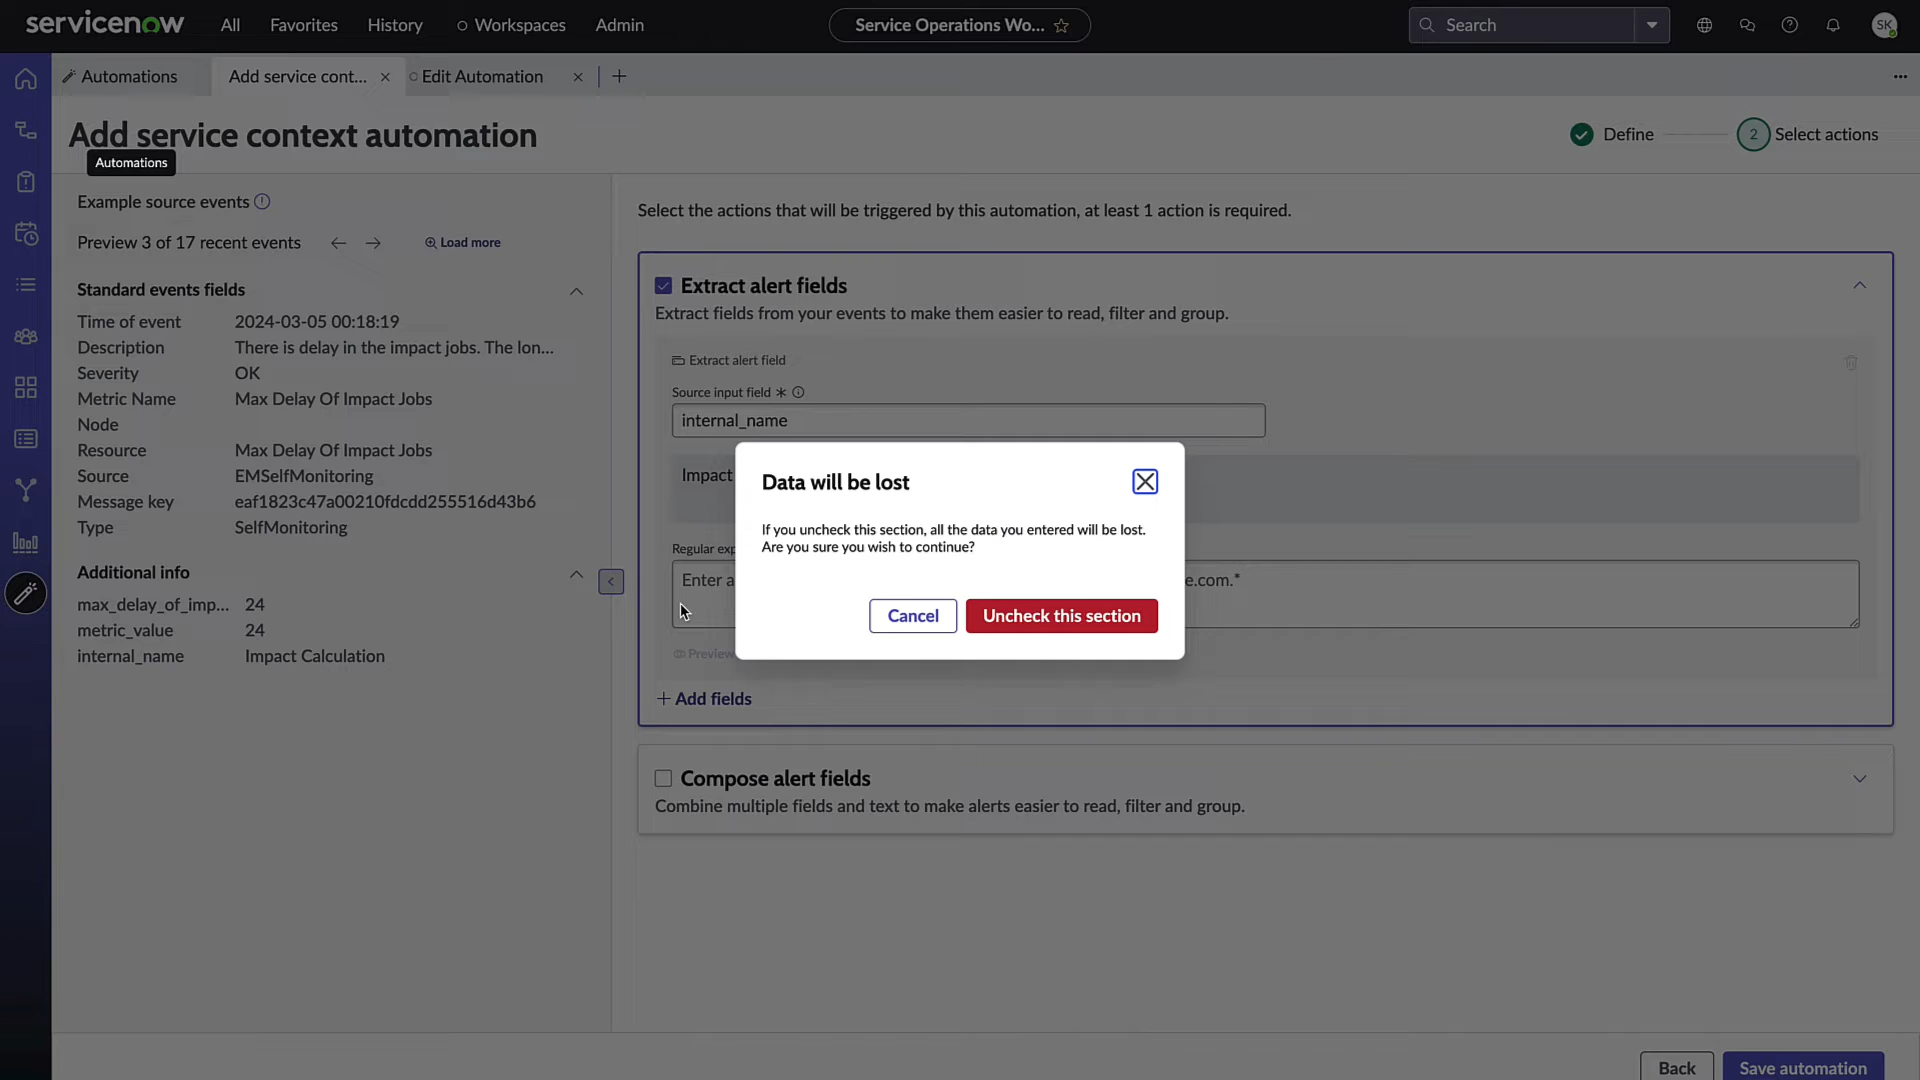 servicenow
All
Favorites
History
Workspaces
Admin
Service Operations Wo...
Search
SK
Automations
Add service cont...
Edit Automation
Add service context automation
Automations
Define
2
Select actions
Example source events
Preview 3 of 17 recent events
Load more
Standard events fields
Time of event 2024-03-05 00:18:19
Description There is delay in the impact jobs. The lon...
Severity OK
Metric Name Max Delay Of Impact Jobs
Node
Resource Max Delay Of Impact Jobs
Source EMSelfMonitoring
Message key eaf1823c47a00210fdcdd255516d43b6
Type SelfMonitoring
Additional info
max_delay_of_imp... 24
metric_value 24
internal_name Impact Calculation
Select the actions that will be triggered by this automation, at least 1 action is required.
Extract alert fields
Extract fields from your events to make them easier to read, filter and group.
Extract alert field
Source input field *
internal_name
Impact
Regular exp
Enter a
e.com.*
Preview
+ Add fields
Data will be lost
If you uncheck this section, all the data you entered will be lost.
Are you sure you wish to continue?
Cancel
Uncheck this section
Compose alert fields
Combine multiple fields and text to make alerts easier to read, filter and group.
Back
Save automation